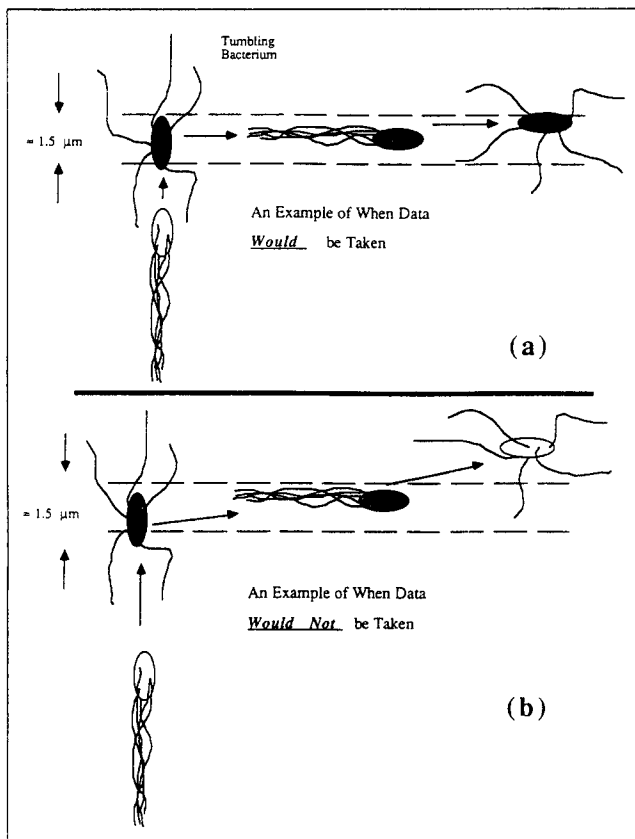 Tumbling
Bacterium
≈ 1.5 μm
An Example of When Data
Would be Taken
(a)
≈ 1.5 μm
An Example of When Data
Would Not be Taken
(b)